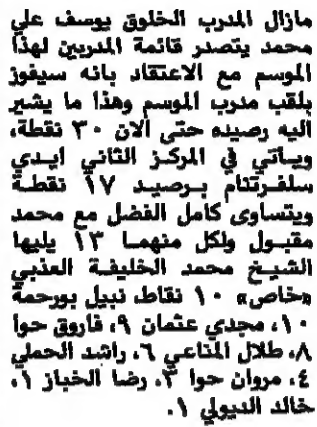 مازال المدرب الخلوق يوسف علي
محمد يتصدر قائمة المدربين لهذا
الموسم مع الاعتقاد بانه سيفوز
بلقب مدرب الموسم وهذا ما يشير
اليه رصيده حتى الان ٣٠ نقطة،
ويأتي في المركز الثاني ايدي
سلفرتنام برصيد ١٧ نقطة
ويتساوى كامل الفضل مع محمد
مقبول ولكل منهما ١٣ يليها
الشيخ محمد الخليفة العذبي
«خاص» ١٠ نقاط، نبيل بورحمة
١٠، مجدي عثمان ٩، فاروق حوا
٨، طلال المناعي ٦، راشد الحملي
٤، مروان حوا ٣، رضا الخباز ١،
خالد الديولي ١.